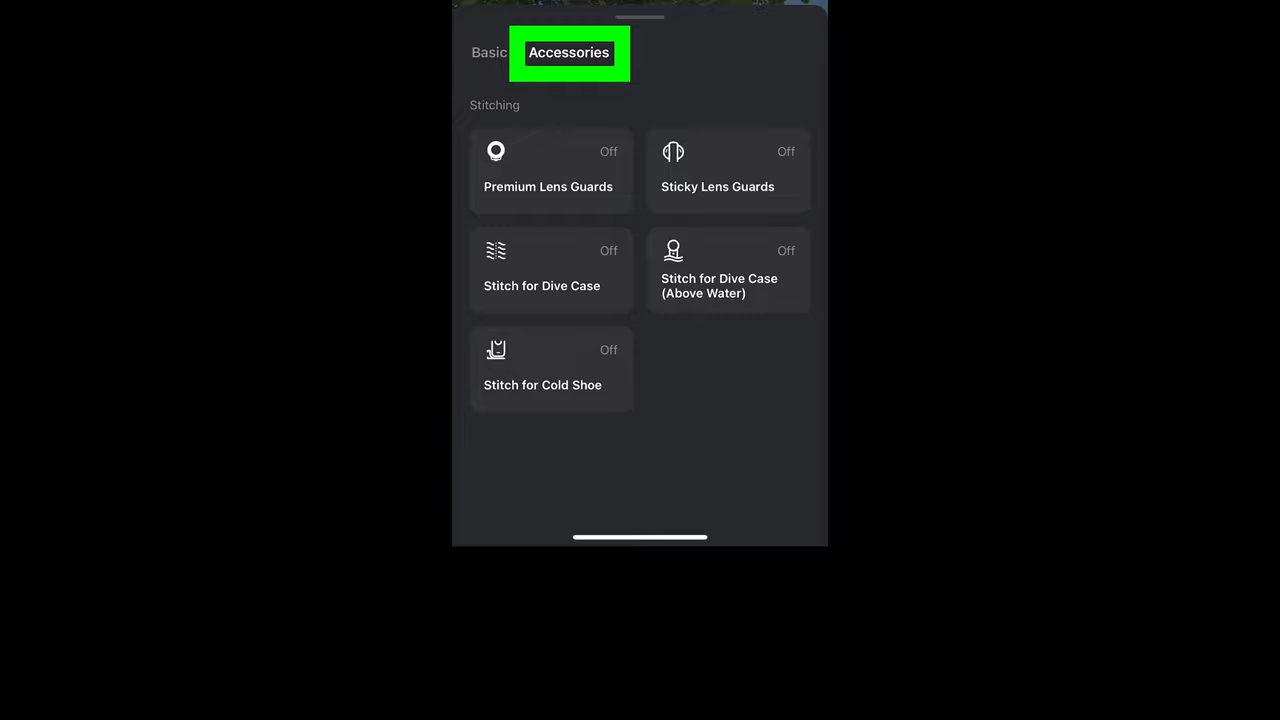 Basic Accessories
Stitching
Off Off
Premium Lens Guards Sticky Lens Guards
Off Off
Stitch for Dive Case Stitch for Dive Case
(Above Water)
Off
Stitch for Cold Shoe